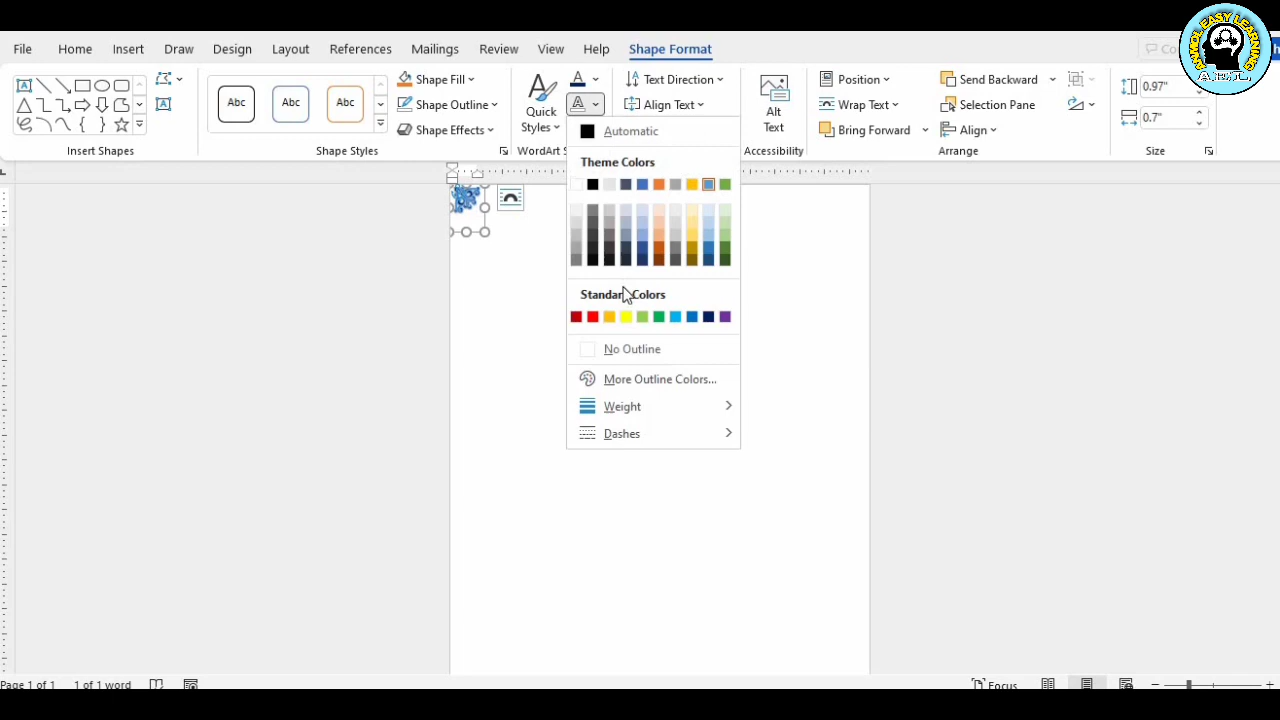 File Home Insert Draw Design Layout References Mailings Review View Help Shape Format
Shape Fill
Shape Outline
Shape Effects
Abc Abc Abc
Insert Shapes
Shape Styles
Quick
Styles
WordArt
Text Direction
Align Text
Alt
Text
Accessibility
Position
Wrap Text
Bring Forward
Send Backward
Selection Pane
Align
Arrange
0.97"
0.7"
Size
Automatic
Theme Colors
Standard Colors
No Outline
More Outline Colors...
Weight
Dashes
Page 1 of 1 1 of 1 word
Focus
ANMOL EASY LEARNING
A.E.L.